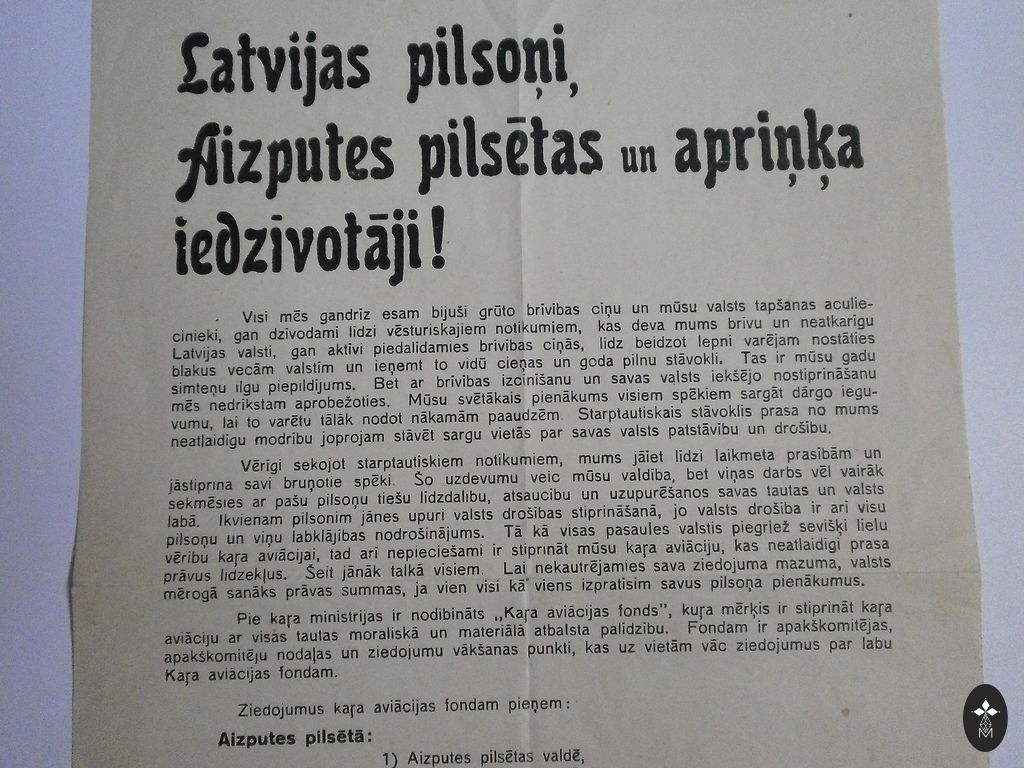 Latvijas pilsoņi,
Aizputes pilsētas un apriņķa
iedzīvotāji!
Visi mēs gandrīz esam bijuši grūto brīvības cīņu un mūsu valsts tapšanas aculie-
cinieki, gan dzīvodami līdzi vēsturiskajiem notikumiem, kas deva mums brīvu un neatkarīgu
Latvijas valsti, gan aktīvi piedalīdamies brīvības cīņās, līdz beidzot lepni varējam nostāties
blakus vecām valstīm un ieņemt to vidū cieņas un goda pilnu stāvokli. Tas ir mūsu gadu
simteņu ilgu piepildījums. Bet ar brīvības izcīnīšanu un savas valsts iekšējo nostiprināšanu
mēs nedrīkstam aprobežoties. Mūsu svētākais pienākums visiem spēkiem sargāt dārgo iegu-
vumu, lai to varētu tālāk nodot nākamām paaudzēm. Starptautiskais stāvoklis prasa no mums
neatlaidīgu modrību joprojam stāvēt sargu vietās par savas valsts patstāvību un drošību.
Vērīgi sekojot starptautiskiem notikumiem, mums jāiet līdzi laikmeta prasībām un
jāstiprina savi bruņotie spēki. Šo uzdevumu veic mūsu valdība, bet viņas darbs vēl vairāk
sekmēsies ar pašu pilsoņu tiešu līdzdalību, atsaucību un uzupurēšanos savas tautas un valsts
labā. Ikvienam pilsonim jānes upuri valsts drošības stiprināšanā, jo valsts drošība ir arī visu
pilsoņu un viņu labklājības nodrošinājums. Tā kā visas pasaules valstis piegriež sevišķi lielu
vērību kaŗa aviācijai, tad arī nepieciešami ir stiprināt mūsu kaŗa aviāciju, kas neatlaidīgi prasa
prāvus līdzekļus. Šeit jānāk talkā visiem. Lai nekautrējamies sava ziedojuma mazuma, valsts
mērogā sanāks prāvas summas, ja vien visi kā viens izpratīsim savus pilsoņa pienākumus.
Pie kaŗa ministrijas ir nodibināts „Kaŗa aviācijas fonds”, kuŗa mērķis ir stiprināt kaŗa
aviāciju ar visas tautas moraliskā un materiālā atbalsta palīdzību. Fondam ir apakškomitējas,
apakškomitēju nodaļas un ziedojumu vākšanas punkti, kas uz vietām vāc ziedojumus par labu
Kaŗa aviācijas fondam.
Ziedojumus kaŗa aviācijas fondam pieņem:
Aizputes pilsētā:
1) Aizputes pilsētas valdē,